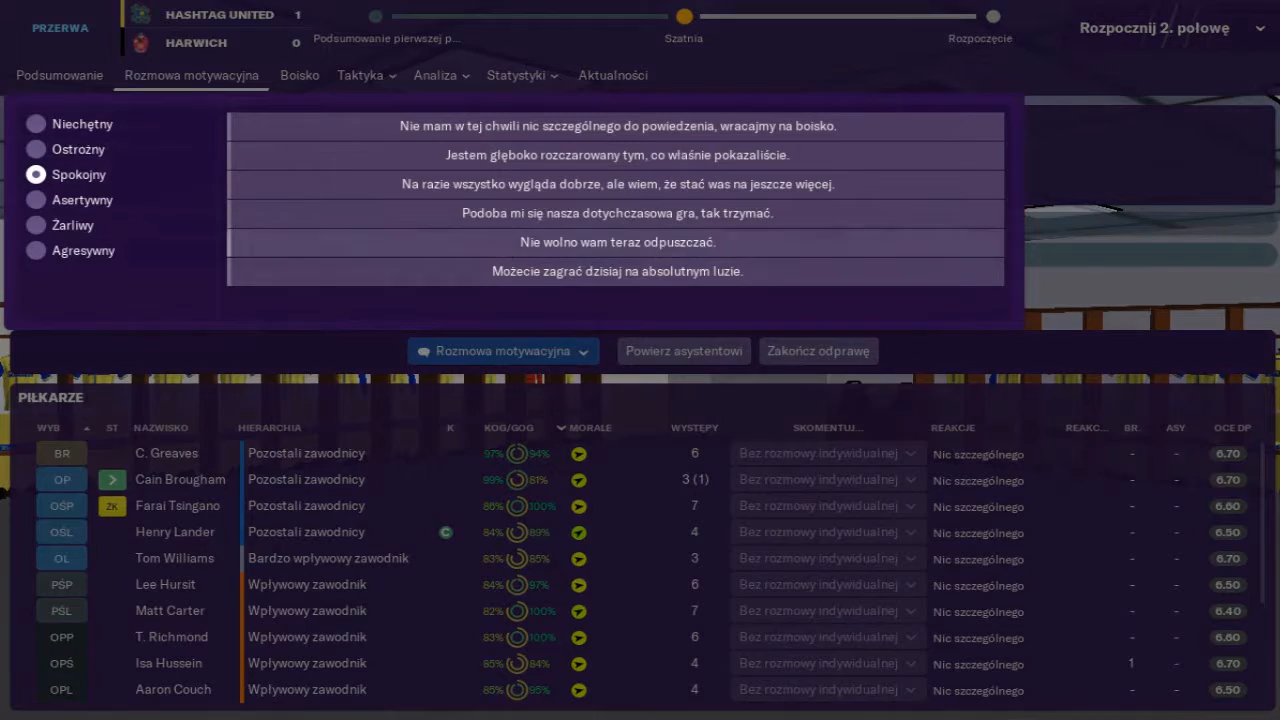 PRZERWA
HASHTAG UNITED 1
HARWICH 0
Podsumowanie pierwszej p...
Szatnia
Rozpoczęcie
Rozpocznij 2. połowę
Podsumowanie Rozmowa motywacyjna Boisko Taktyka Analiza Statystyki Aktualności
Niechętny
Ostrożny
Spokojny
Asertywny
Żarliwy
Agresywny
Nie mam w tej chwili nic szczególnego do powiedzenia, wracajmy na boisko.
Jestem głęboko rozczarowany tym, co właśnie pokazaliście.
Na razie wszystko wygląda dobrze, ale wiem, że stać was na jeszcze więcej.
Podoba mi się nasza dotychczasowa gra, tak trzymać.
Nie wolno wam teraz odpuszczać.
Możecie zagrać dzisiaj na absolutnym luzie.
Rozmowa motywacyjna Powierz asystentowi Zakończ odprawę
PIŁKARZE
WYB ST NAZWISKO HIERARCHIA K KOG/GOG MORALE WYSTĘPY SKOMENTUJ... REAKCJE REAKC... BR. ASY OCE DP
BR C. Greaves Pozostali zawodnicy 97% 94% 6 Bez rozmowy indywidualnej Nic szczególnego - - 6.70
OP Cain Brougham Pozostali zawodnicy 99% 81% 3 (1) Bez rozmowy indywidualnej Nic szczególnego - - 6.70
OŚP ŻK Farai Tsingano Pozostali zawodnicy 86% 100% 7 Bez rozmowy indywidualnej Nic szczególnego - - 6.60
OŚL Henry Lander Pozostali zawodnicy C 84% 89% 4 Bez rozmowy indywidualnej Nic szczególnego - - 6.50
OL Tom Williams Bardzo wpływowy zawodnik 83% 85% 3 Bez rozmowy indywidualnej Nic szczególnego - - 6.70
PŚP Lee Hursit Wpływowy zawodnik 84% 97% 6 Bez rozmowy indywidualnej Nic szczególnego - - 6.50
PŚL Matt Carter Wpływowy zawodnik 82% 100% 7 Bez rozmowy indywidualnej Nic szczególnego - - 6.40
OPP T. Richmond Wpływowy zawodnik 83% 100% 6 Bez rozmowy indywidualnej Nic szczególnego - - 6.60
OPŚ Isa Hussein Wpływowy zawodnik 85% 84% 4 Bez rozmowy indywidualnej Nic szczególnego 1 - 6.70
OPL Aaron Couch Wpływowy zawodnik 85% 95% 4 Bez rozmowy indywidualnej Nic szczególnego - - 6.50